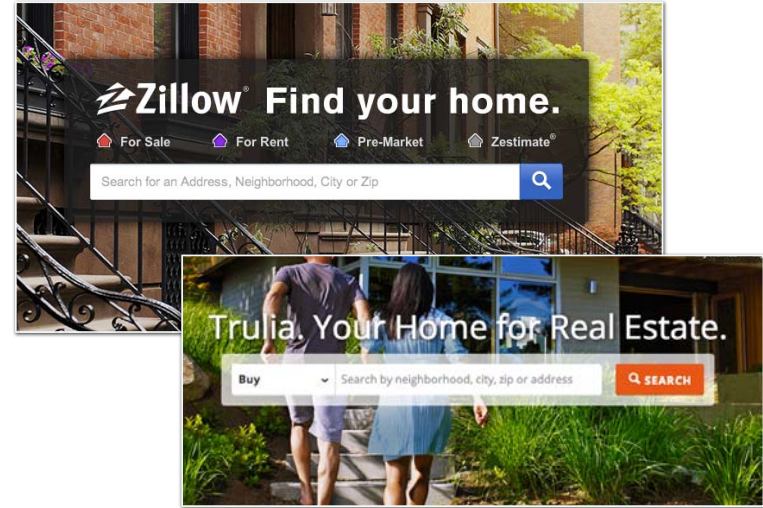 Zillow® Find your home.
For Sale For Rent Pre-Market Zestimate®
Search for an Address, Neighborhood, City or Zip
Trulia. Your Home for Real Estate.
Buy Search by neighborhood, city, zip or address SEARCH